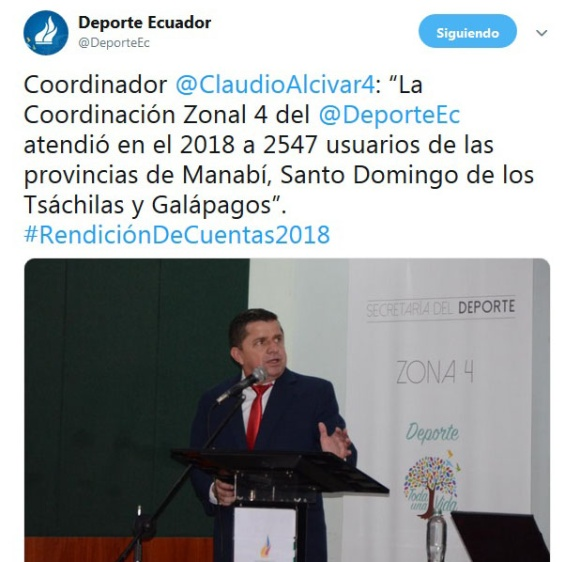 Deporte Ecuador
@DeporteEc
Siguiendo
Coordinador @ClaudioAlcivar4: “La
Coordinación Zonal 4 del @DeporteEc
atendió en el 2018 a 2547 usuarios de las
provincias de Manabí, Santo Domingo de los
Tsáchilas y Galápagos”.
#RendiciónDeCuentas2018
SECRETARÍA DEL DEPORTE
ZONA 4
Deporte
Toda
una Vida